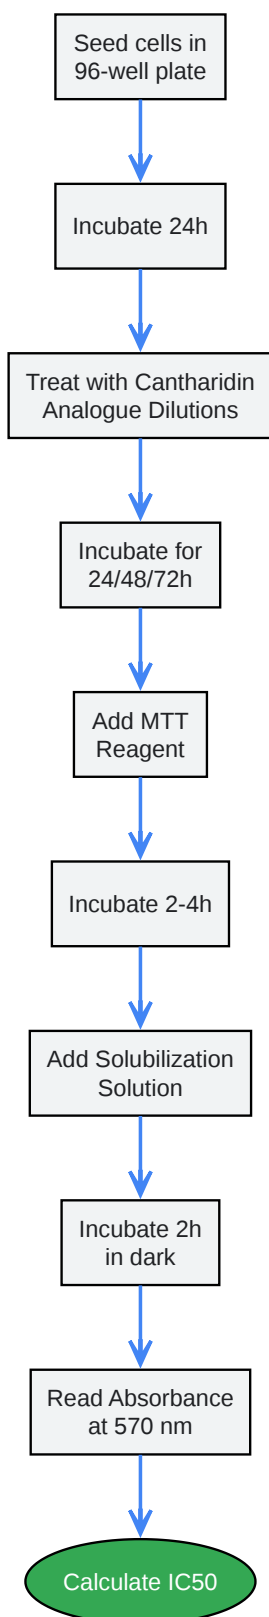 Seed cells in
96-well plate
Incubate 24h
Treat with Cantharidin
Analogue Dilutions
Incubate for
24/48/72h
Add MTT
Reagent
Incubate 2-4h
Add Solubilization
Solution
Incubate 2h
in dark
Read Absorbance
at 570 nm
Calculate IC50